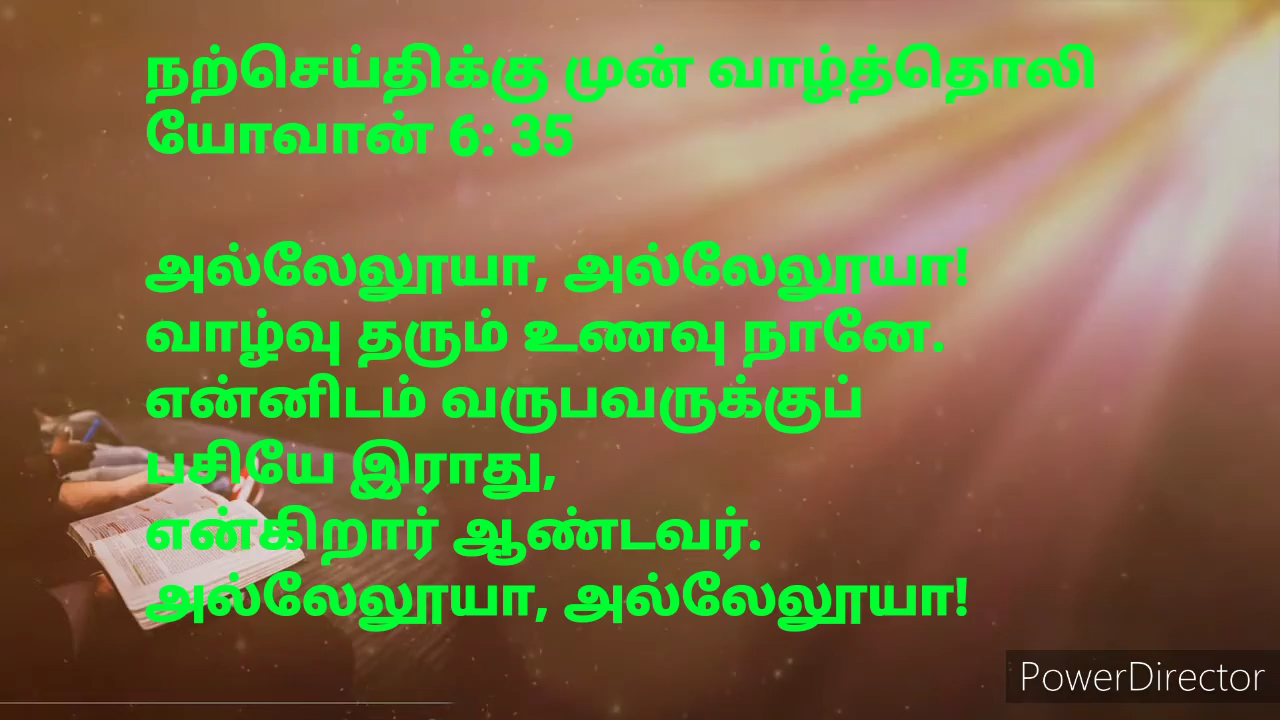 நற்செய்திக்கு முன் வாழ்த்தொலி
யோவான் 6: 35
அல்லேலூயா, அல்லேலூயா!
வாழ்வு தரும் உணவு நானே.
என்னிடம் வருபவருக்குப்
பசியே இராது,
என்கிறார் ஆண்டவர்.
அல்லேலூயா, அல்லேலூயா!
PowerDirector